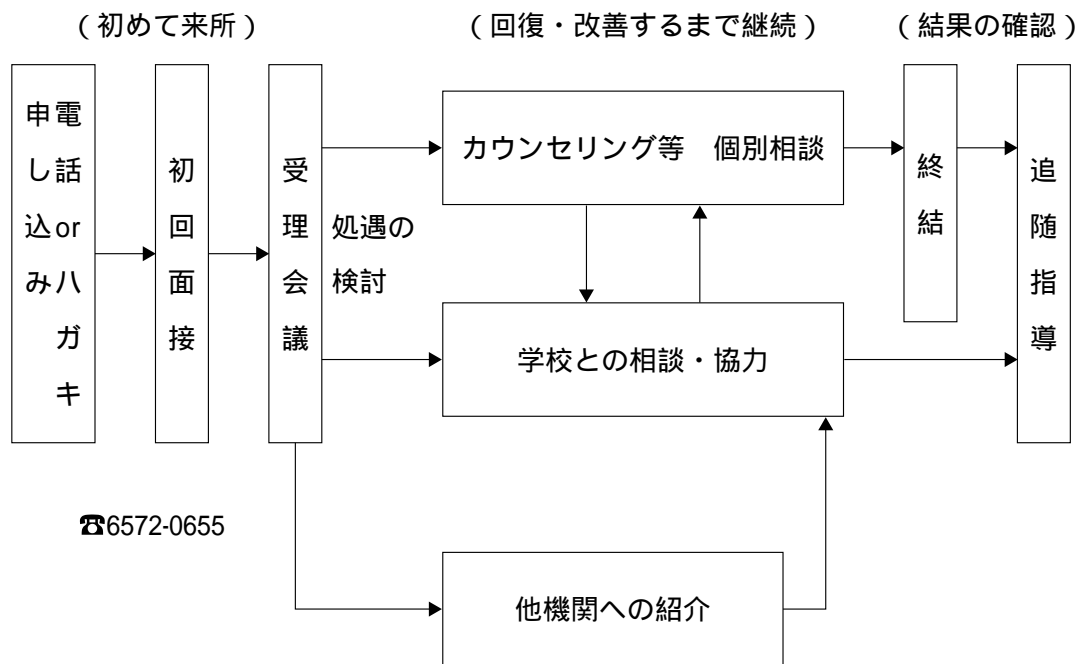 （初めて来所）
（回復・改善するまで継続）
（結果の確認）
電話orハガキ
申し込み
初回面接
受理会議
処遇の
検討
カウンセリング等　個別相談
学校との相談・協力
他機関への紹介
終結
追随指導
☎6572-0655